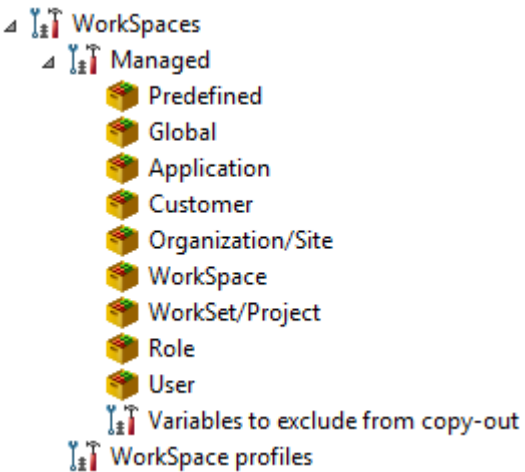 WorkSpaces
Managed
Predefined
Global
Application
Customer
Organization/Site
WorkSpace
WorkSet/Project
Role
User
Variables to exclude from copy-out
WorkSpace profiles